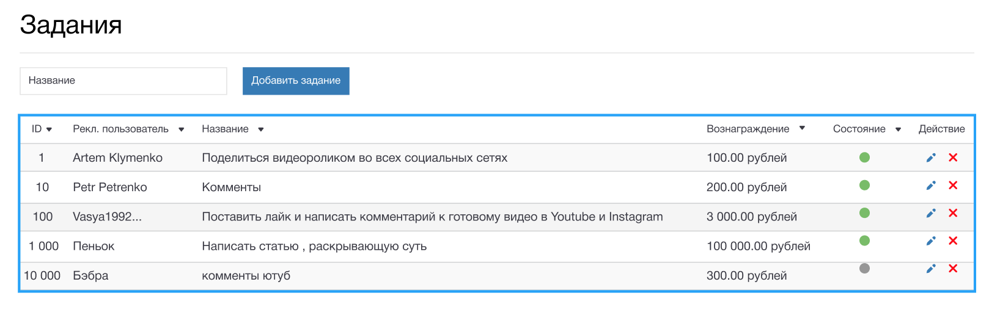 Задания
Название
Добавить задание
ID Рекл. пользователь Название Вознаграждение Состояние Действие
1 Artem Klymenko Поделиться видеороликом во всех социальных сетях 100.00 рублей
10 Petr Petrenko Комменты 200.00 рублей
100 Vasya1992... Поставить лайк и написать комментарий к готовому видео в Youtube и Instagram 3 000.00 рублей
1 000 Пеньок Написать статью , раскрывающую суть 100 000.00 рублей
10 000 Бэбра комменты ютуб 300.00 рублей